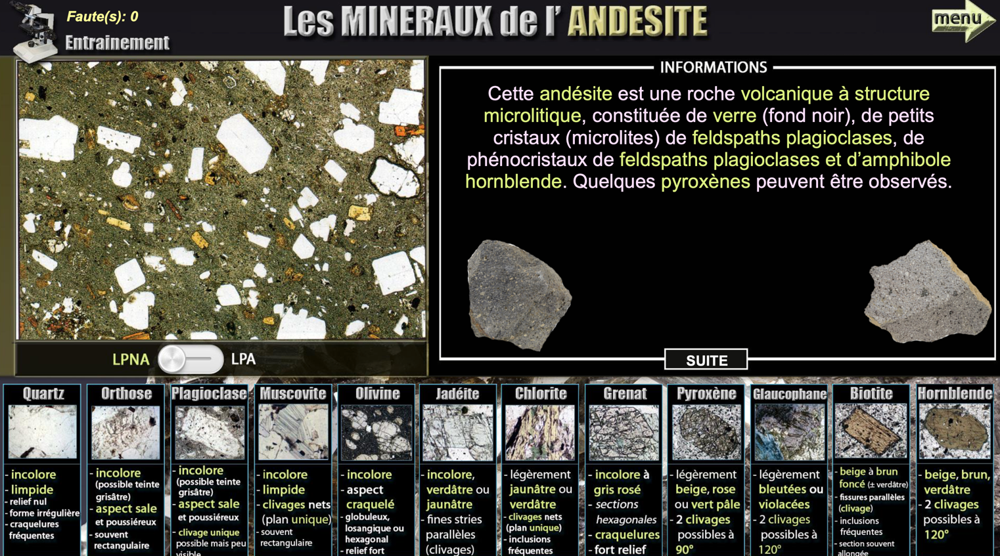 Faute(s): 0
Entrainement
Les MINERAUX de l' ANDESITE
menu
INFORMATIONS
Cette andésite est une roche volcanique à structure
microlitique, constituée de verre (fond noir), de petits
cristaux (microlites) de feldspaths plagioclases, de
phénocristaux de feldspaths plagioclases et d'amphibole
hornblende. Quelques pyroxènes peuvent être observés.
SUITE
LPNA
LPA
Quartz
- incolore
- limpide
- relief nul
- forme irrégulière
- craquelures
fréquentes
Orthose
- incolore
(possible teinte
grisâtre)
- aspect sale
et poussiéreux
- souvent
rectangulaire
Plagioclase
- incolore
(possible teinte
grisâtre)
- aspect sale
et poussiéreux
- clivage unique
possible mais peu
visible
Muscovite
- incolore
- limpide
- clivages nets
(plan unique)
- souvent
rectangulaire
Olivine
- incolore
- aspect
craquelé
- globuleux,
losangique ou
hexagonal
- relief fort
Jadéite
- incolore,
verdâtre ou
jaunâtre
- fines stries
parallèles
(clivages)
Chlorite
- légèrement
jaunâtre ou
verdâtre
- clivages nets
(plan unique)
- inclusions
fréquentes
Grenat
- incolore à
gris rosé
- sections
hexagonales
- craquelures
- fort relief
Pyroxène
- légèrement
beige, rose
ou vert pâle
- 2 clivages
possibles à
90°
Glaucophane
- légèrement
bleutées ou
violacées
- 2 clivages
possibles à
120°
Biotite
- beige à brun
foncé (± verdâtre)
- fissures parallèles
(clivage)
- inclusions
fréquentes
- section souvent
allongée
Hornblende
- beige, brun,
verdâtre
- 2 clivages
possibles à
120°